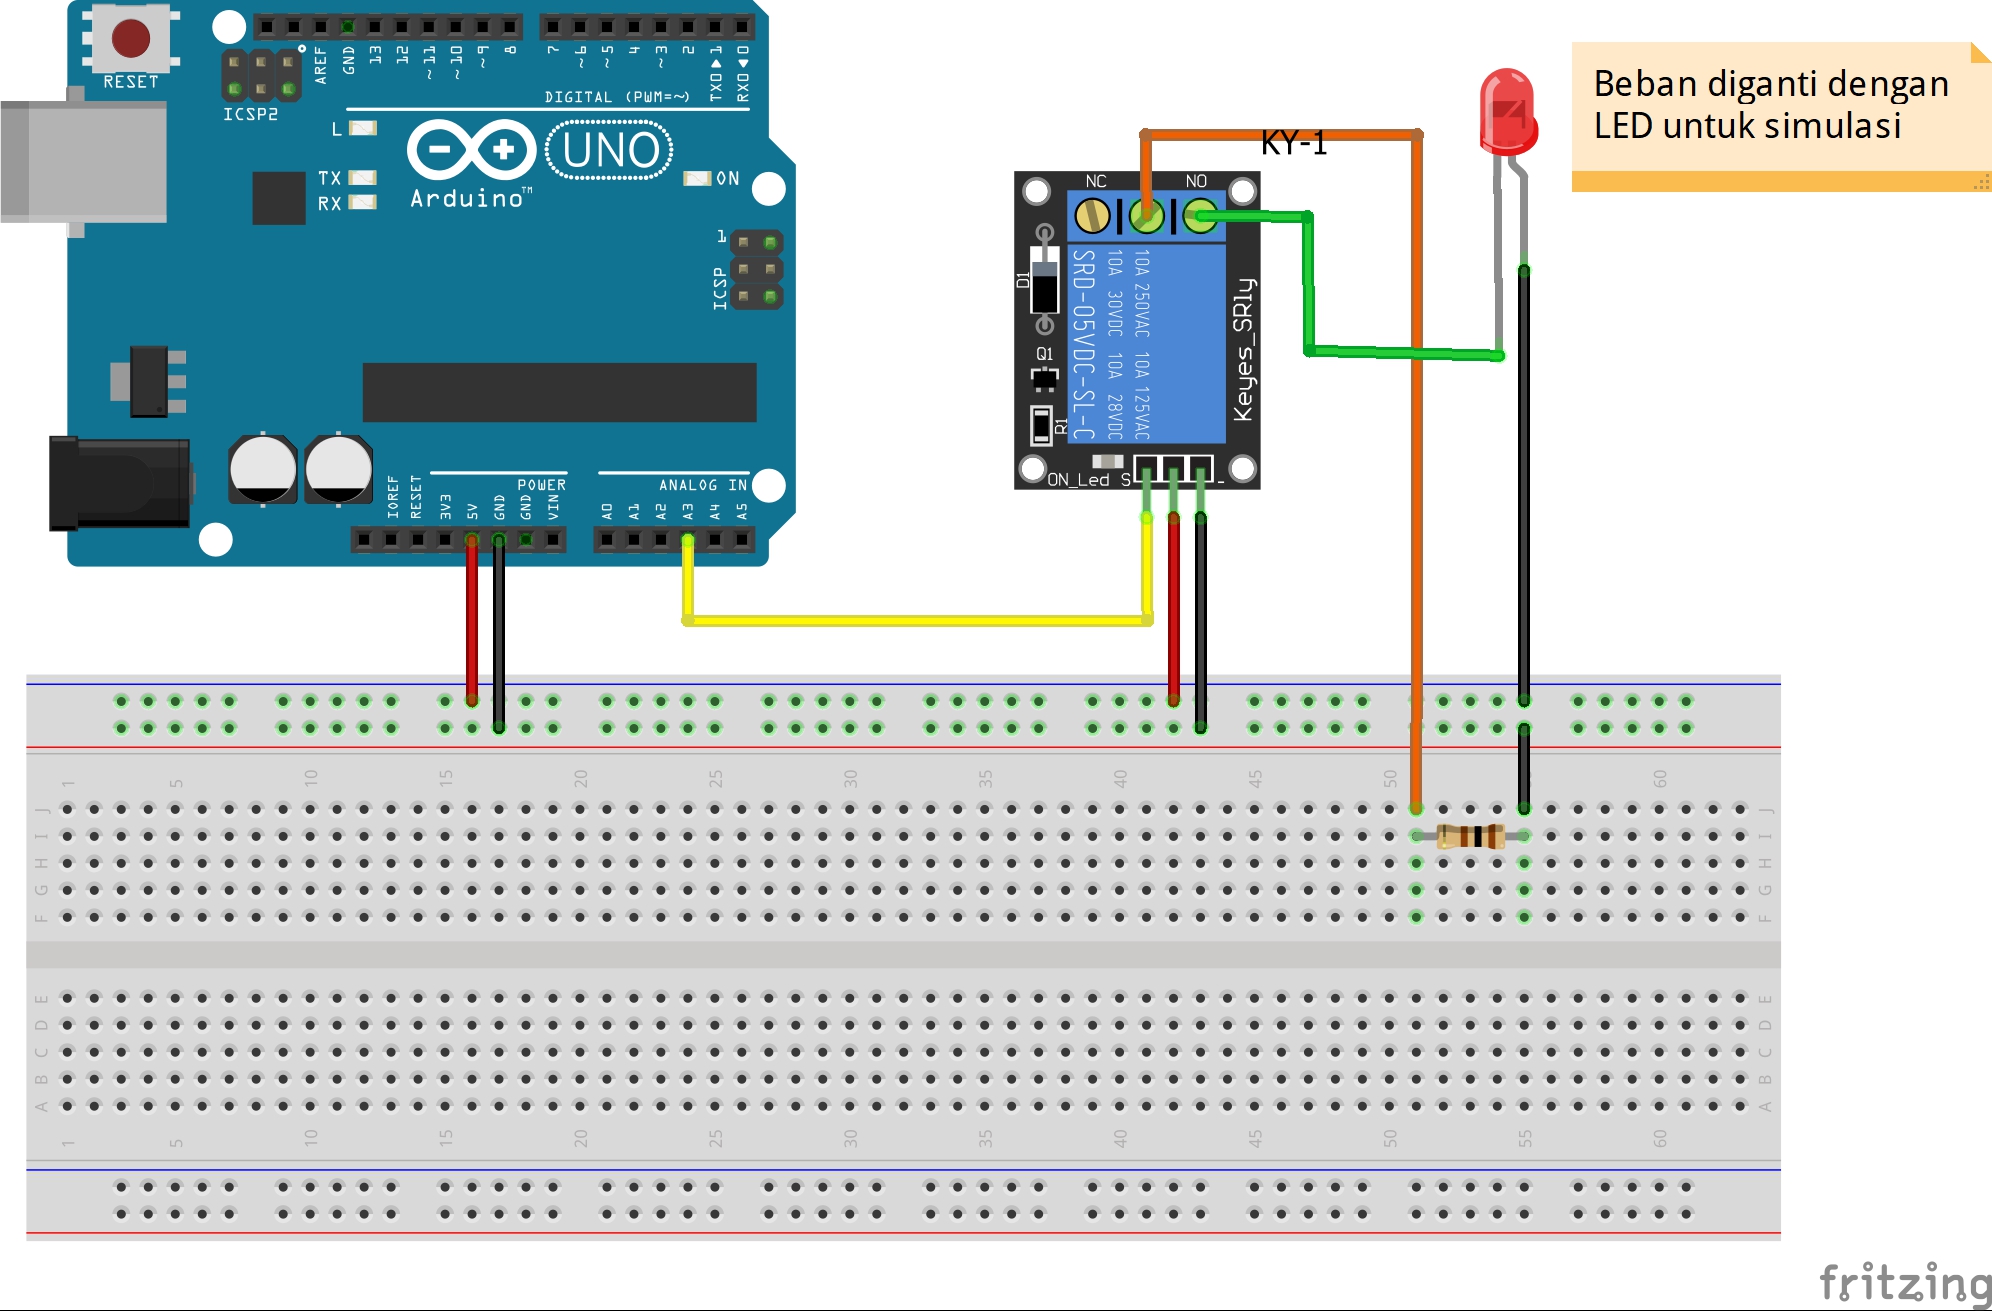 RESET
ICSP2
AREF
GND
13
12
~11
~10
~9
8
7
~6
~5
4
~3
2
TX0▶1
RX0◀0
DIGITAL (PWM=~)
L
TX
RX
UNO
Arduino™
ON
1
ICSP
POWER
ANALOG IN
IOREF
RESET
3V3
5V
GND
GND
VIN
A0
A1
A2
A3
A4
A5
KY-1
NC
NO
D1
Q1
R1
SRD-05VDC-SL-C
10A 30VDC 10A 28VDC
10A 250VAC 10A 125VAC
Keyes_SRly
ON_Led S
-
Beban diganti dengan
LED untuk simulasi
1 5 10 15 20 25 30 35 40 45 50 60
J J
I I
H H
G G
F F
E E
D D
C C
B B
A A
1 5 10 15 20 25 30 35 40 45 50 55 60
fritzing